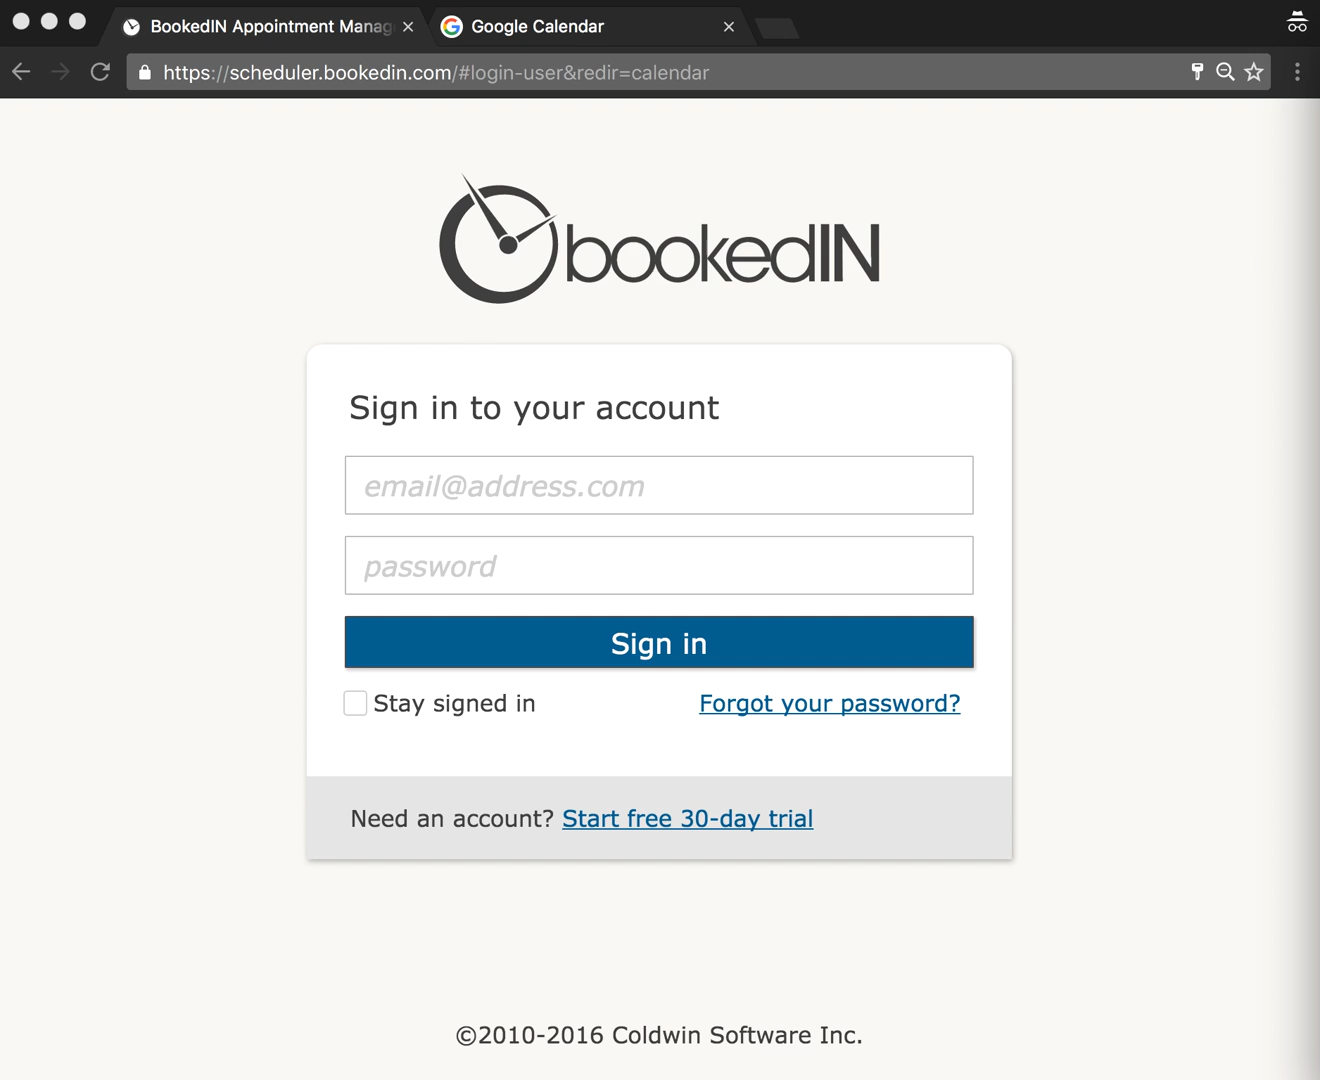 BookedIN Appointment Manag
Google Calendar
https://scheduler.bookedin.com/#login-user&redir=calendar
bookedIN
Sign in to your account
email@address.com
password
Sign in
Stay signed in
Forgot your password?
Need an account? Start free 30-day trial
©2010-2016 Coldwin Software Inc.